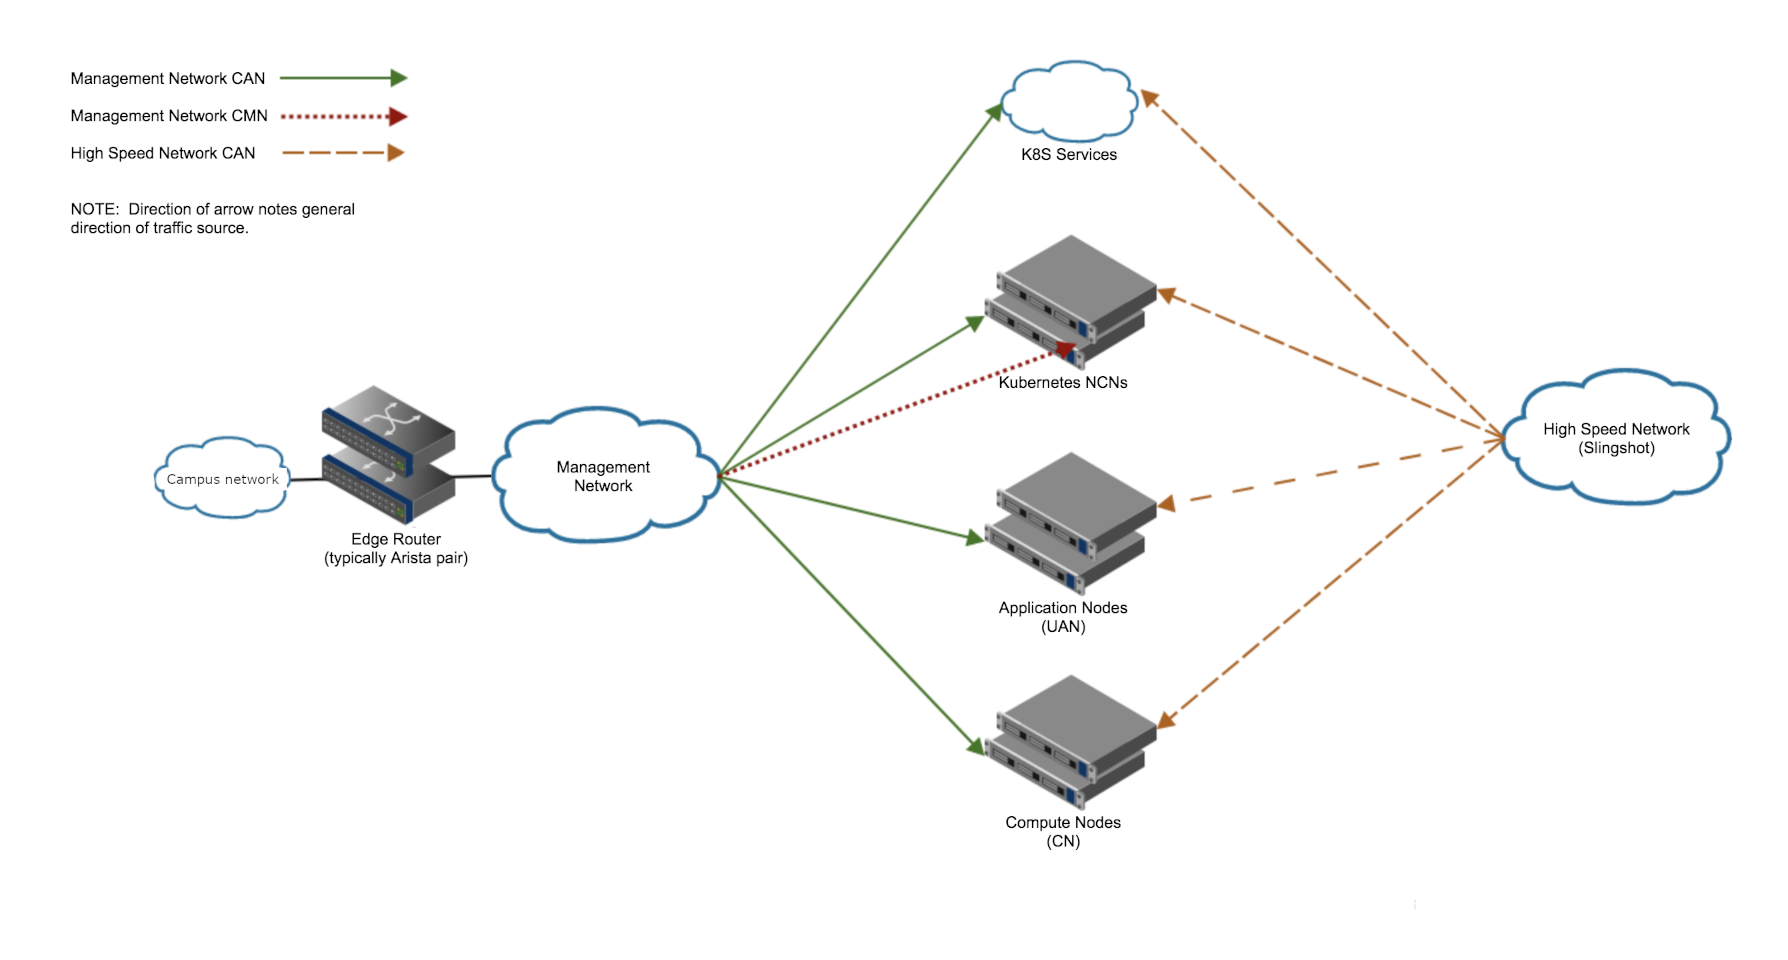 Management Network CAN
Management Network CMN
High Speed Network CAN
NOTE:  Direction of arrow notes general
direction of traffic source.
K8S Services
Kubernetes NCNs
High Speed Network
(Slingshot)
Management
Network
Campus network
Edge Router
(typically Arista pair)
Application Nodes
(UAN)
Compute Nodes
(CN)